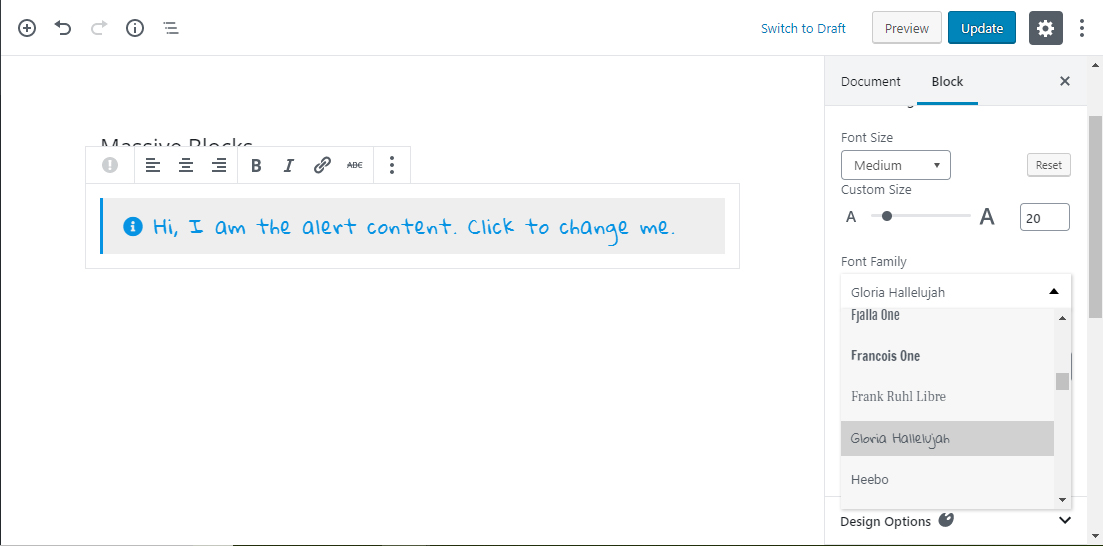 Switch to Draft
Preview
Update
Document
Block
Massive Blocks
B I ABC
Hi, I am the alert content. Click to change me.
Font Size
Medium
Reset
Custom Size
A A 20
Font Family
Gloria Hallelujah
Fjalla One
Francois One
Frank Ruhl Libre
Gloria Hallelujah
Heebo
Design Options